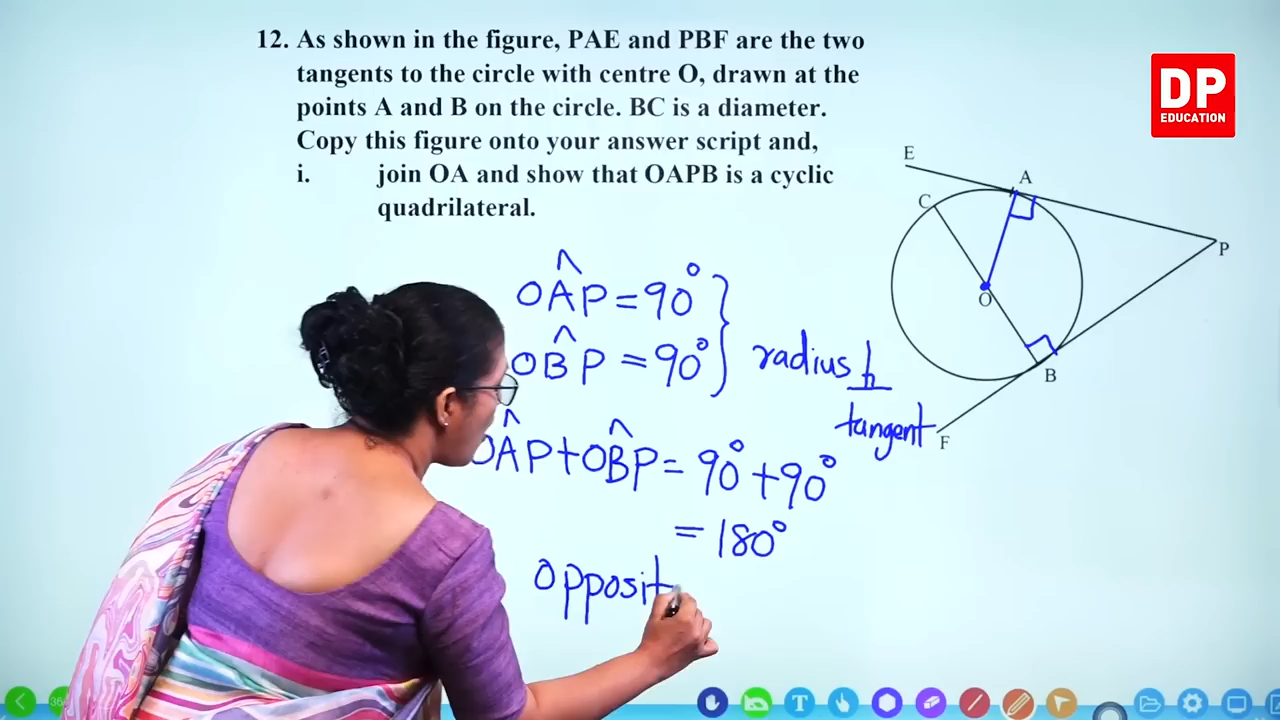 12. As shown in the figure, PAE and PBF are the two
tangents to the circle with centre O, drawn at the
points A and B on the circle. BC is a diameter.
Copy this figure onto your answer script and,
i. join OA and show that OAPB is a cyclic
quadrilateral.
DP
EDUCATION
E
A
C
P
O
B
F
OÂP = 90°
OB̂P = 90°
radius ⊥
tangent
OÂP + OB̂P = 90° + 90°
= 180°
opposit
36
T